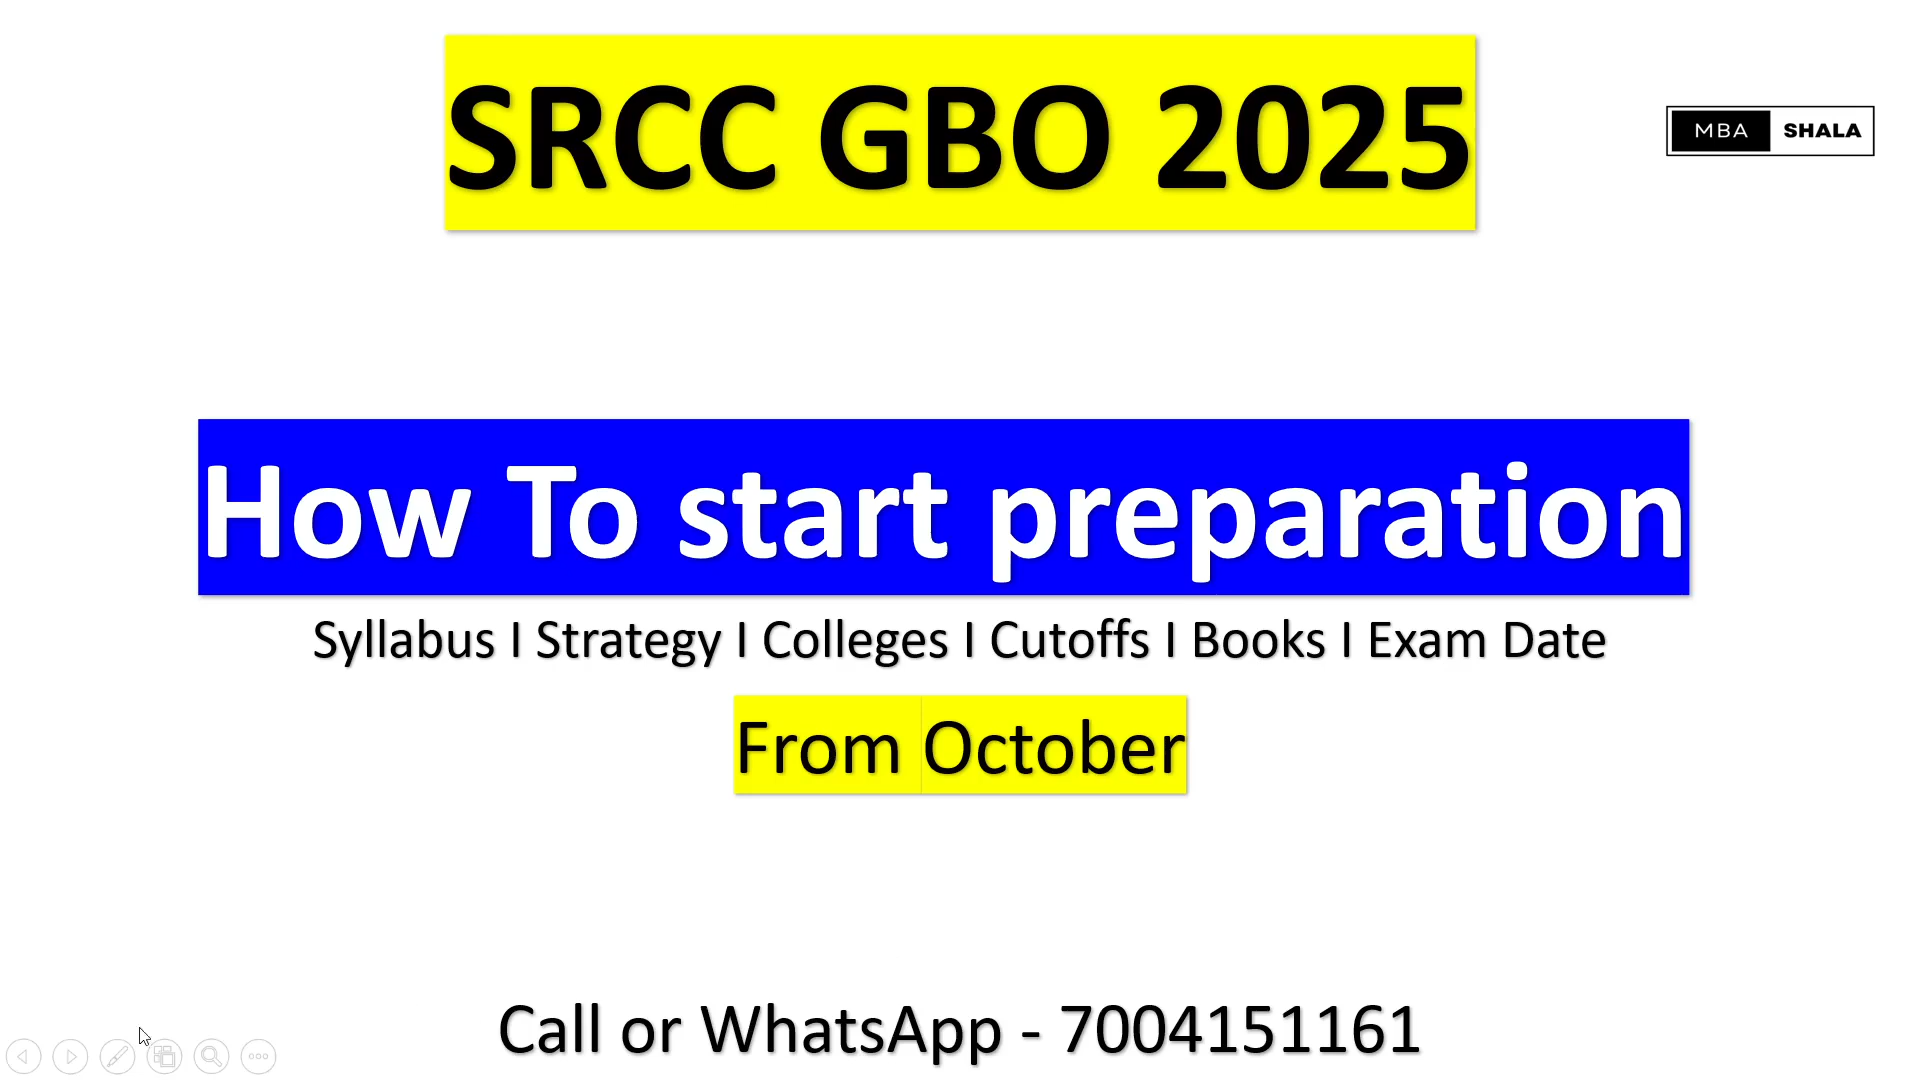 SRCC GBO 2025
MBA SHALA
How To start preparation
Syllabus I Strategy I Colleges I Cutoffs I Books I Exam Date
From October
Call or WhatsApp - 7004151161